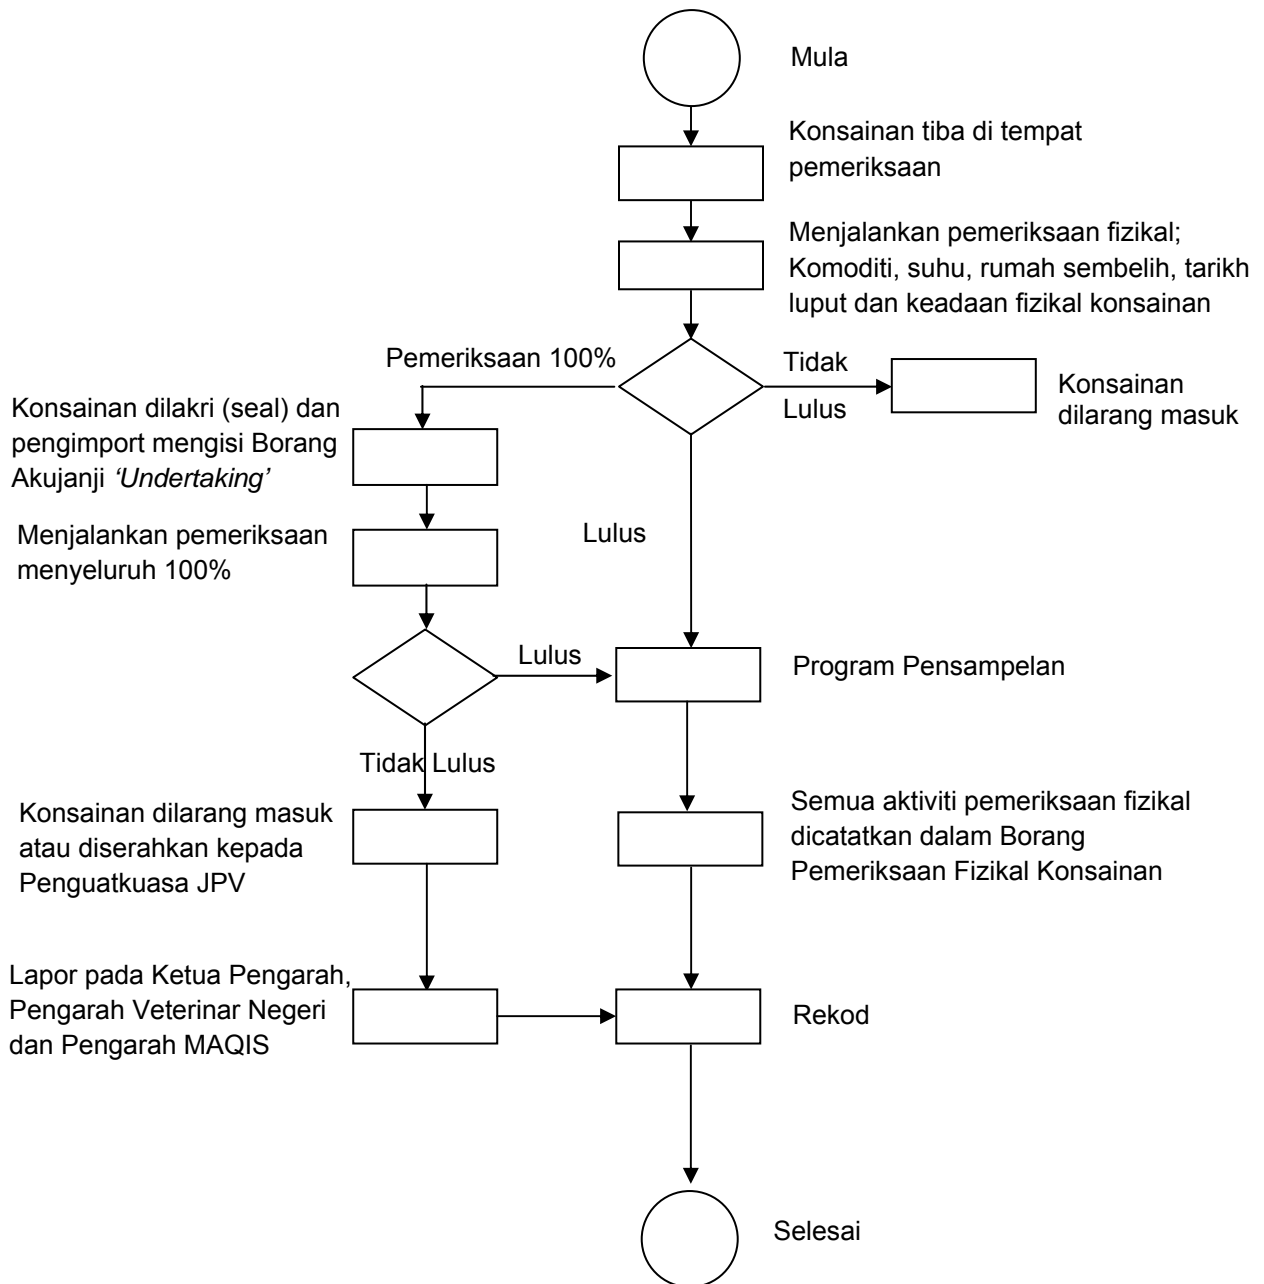 Mula
Konsainan tiba di tempat
pemeriksaan
Menjalankan pemeriksaan fizikal;
Komoditi, suhu, rumah sembelih, tarikh
luput dan keadaan fizikal konsainan
Pemeriksaan 100%
Tidak
Lulus
Konsainan
dilarang masuk
Konsainan dilakri (seal) dan
pengimport mengisi Borang
Akujanji ‘Undertaking’
Menjalankan pemeriksaan
menyeluruh 100%
Lulus
Lulus
Program Pensampelan
Tidak Lulus
Konsainan dilarang masuk
atau diserahkan kepada
Penguatkuasa JPV
Semua aktiviti pemeriksaan fizikal
dicatatkan dalam Borang
Pemeriksaan Fizikal Konsainan
Lapor pada Ketua Pengarah,
Pengarah Veterinar Negeri
dan Pengarah MAQIS
Rekod
Selesai